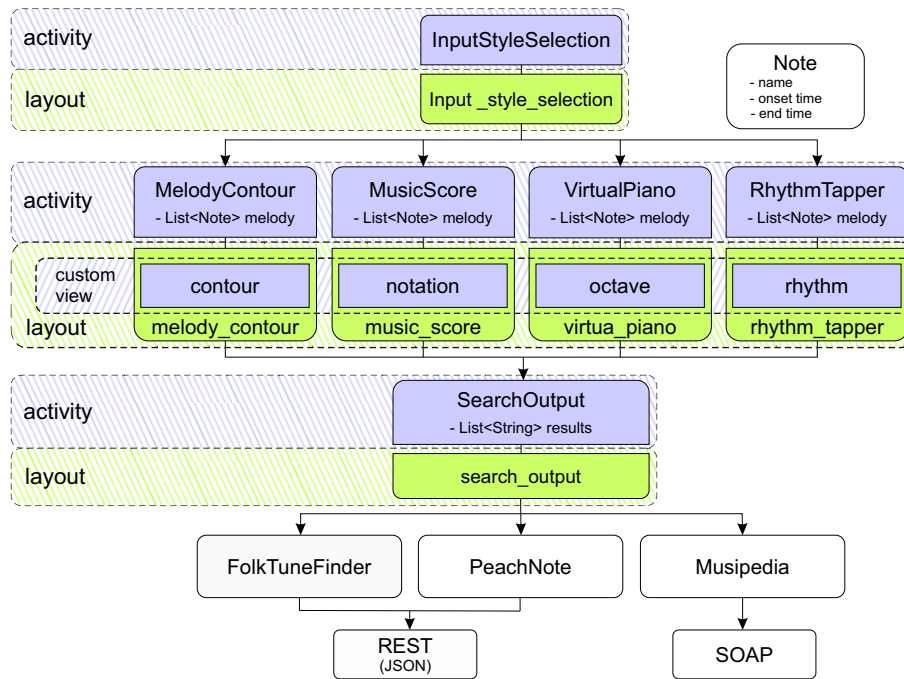 activity
InputStyleSelection
layout
Input _style_selection
Note
- name
- onset time
- end time
activity
MelodyContour
- List<Note> melody
MusicScore
- List<Note> melody
VirtualPiano
- List<Note> melody
RhythmTapper
- List<Note> melody
custom
view
contour
notation
octave
rhythm
layout
melody_contour
music_score
virtua_piano
rhythm_tapper
activity
SearchOutput
- List<String> results
layout
search_output
FolkTuneFinder
PeachNote
Musipedia
REST
(JSON)
SOAP